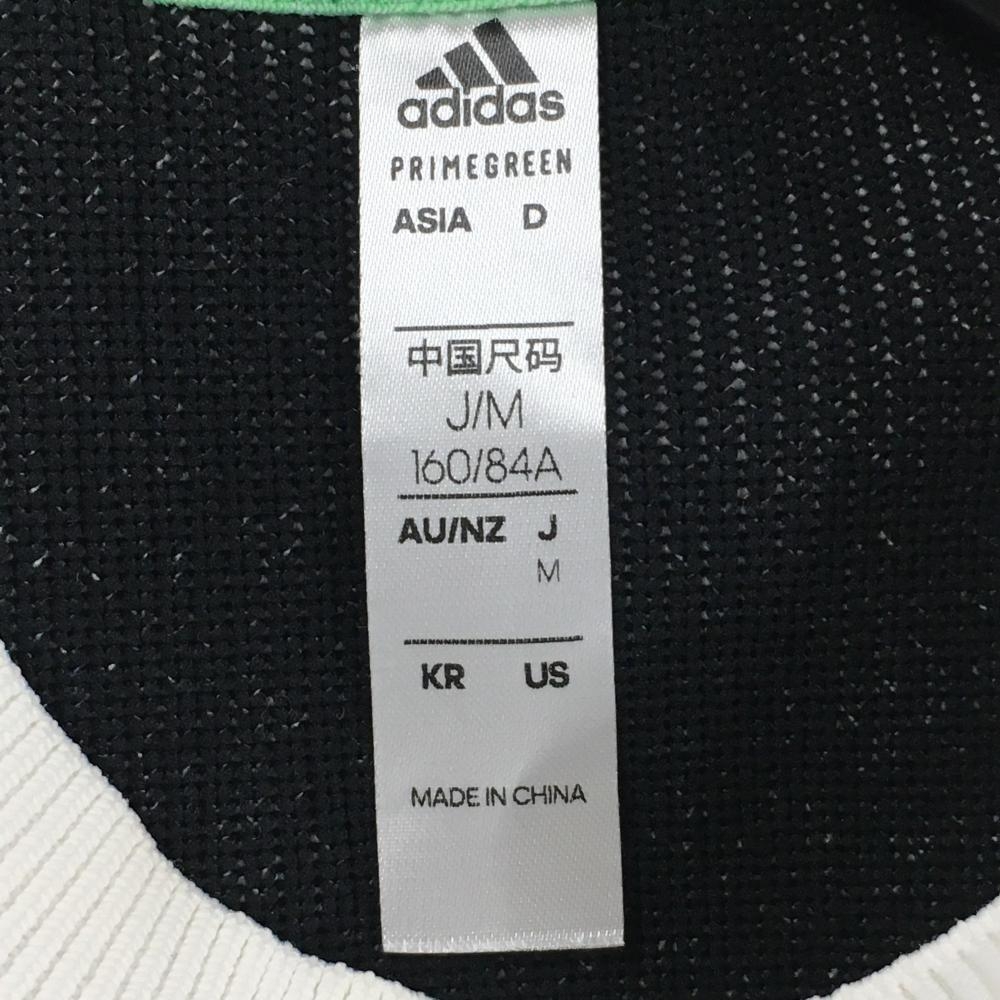 adidas
PRIMEGREEN
ASIA D
中国尺码
J/M
160/84A
AU/NZ J
M
KR US
MADE IN CHINA